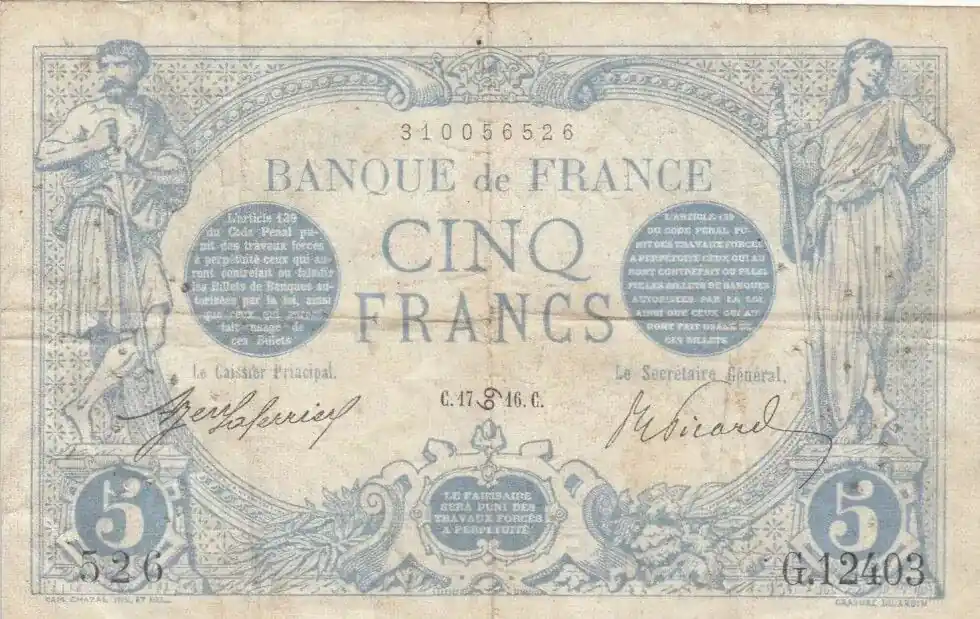 310056526
BANQUE de FRANCE
CINQ
FRANCS
L'article 139
du Code Pénal pu-
nit des travaux forcés
à perpétuité ceux qui au-
ront contrefait ou falsifié
les Billets de Banques au-
torisées par la loi, ainsi
que ceux qui auront
fait usage de
ces Billets
L'ARTICLE 139
DU CODE PÉNAL PU-
NIT DES TRAVAUX FORCÉS
À PERPÉTUITÉ CEUX QUI AU-
RONT CONTREFAIT OU FALSI-
FIÉ LES BILLETS DE BANQUES
AUTORISÉES PAR LA LOI,
AINSI QUE CEUX QUI AU-
RONT FAIT USAGE DE
CES BILLETS
Le Caissier Principal,
Le Secrétaire Général,
C.17 16.C.
Picard
LE FAUSSAIRE
SERA PUNI DES
TRAVAUX FORCÉS
À PERPÉTUITÉ
5
5
526
G.12403